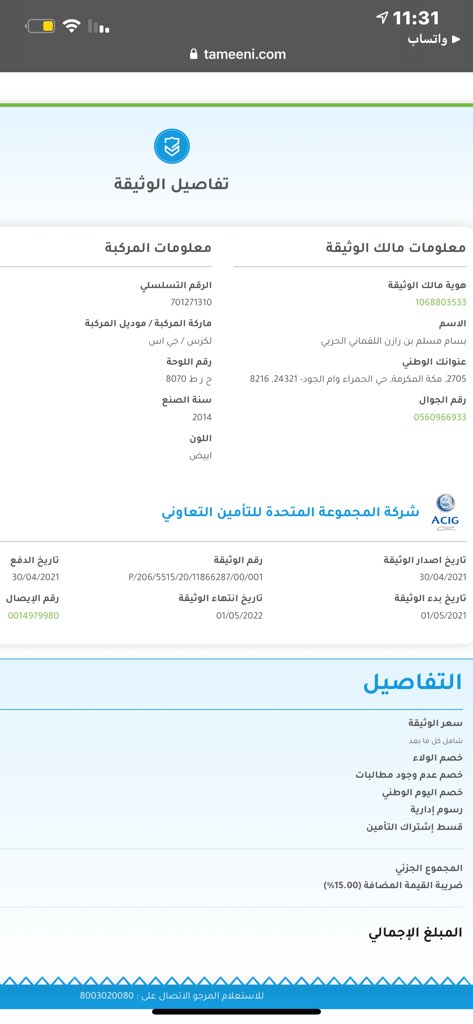 11:31
واتساب
tameeni.com
تفاصيل الوثيقة
معلومات مالك الوثيقة
هوية مالك الوثيقة
1068803533
الاسم
بسام مسلم بن رازن اللقماني الحربي
عنوانك الوطني
2705, مكة المكرمة, حي الحمراء وام الجود- 24321, 8216
رقم الجوال
0560966933
معلومات المركبة
الرقم التسلسلي
701271310
ماركة المركبة / موديل المركبة
لكزس / جي اس
رقم اللوحة
ح ر ط 8070
سنة الصنع
2014
اللون
ابيض
ACIG
شركة المجموعة المتحدة للتأمين التعاوني
تاريخ اصدار الوثيقة
30/04/2021
رقم الوثيقة
P/206/5515/20/11866287/00/001
تاريخ الدفع
30/04/2021
تاريخ بدء الوثيقة
01/05/2021
تاريخ انتهاء الوثيقة
01/05/2022
رقم الإيصال
0014979980
التفاصيل
سعر الوثيقة
شامل كل ما بعد
خصم الولاء
خصم عدم وجود مطالبات
خصم اليوم الوطني
رسوم إدارية
قسط إشتراك التأمين
المجموع الجزئي
ضريبة القيمة المضافة (15.00%)
المبلغ الإجمالي
للاستعلام المرجو الاتصال على : 8003020080